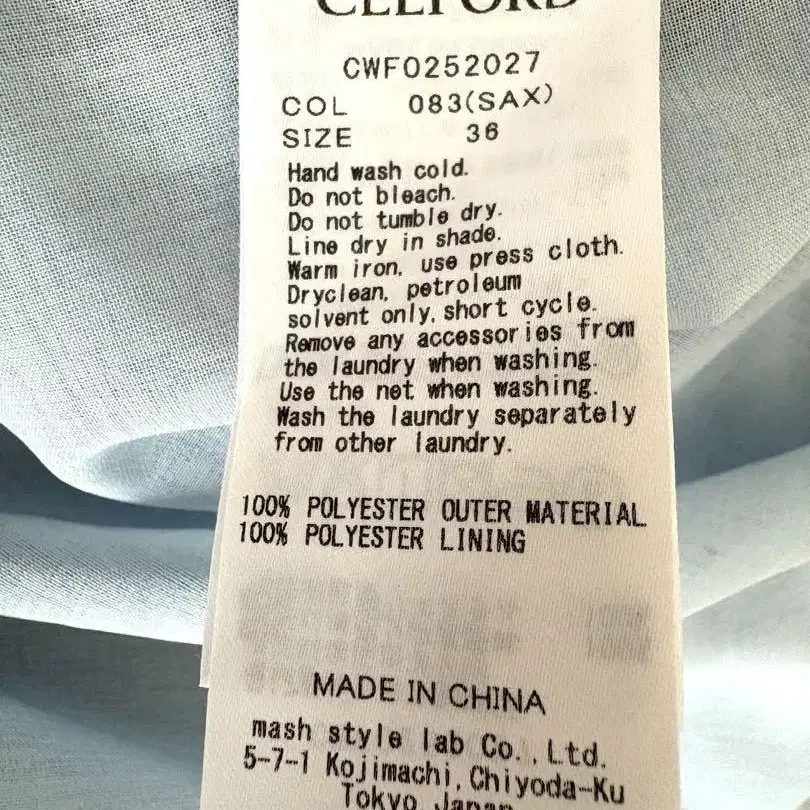 CELFORD
CWF0252027
COL 083(SAX)
SIZE 36
Hand wash cold.
Do not bleach.
Do not tumble dry.
Line dry in shade.
Warm iron, use press cloth.
Dryclean, petroleum
solvent only, short cycle.
Remove any accessories from
the laundry when washing.
Use the net when washing.
Wash the laundry separately
from other laundry.
100% POLYESTER OUTER MATERIAL
100% POLYESTER LINING
MADE IN CHINA
mash style lab Co., Ltd.
5-7-1 Kojimachi, Chiyoda-Ku
Tokyo Japan